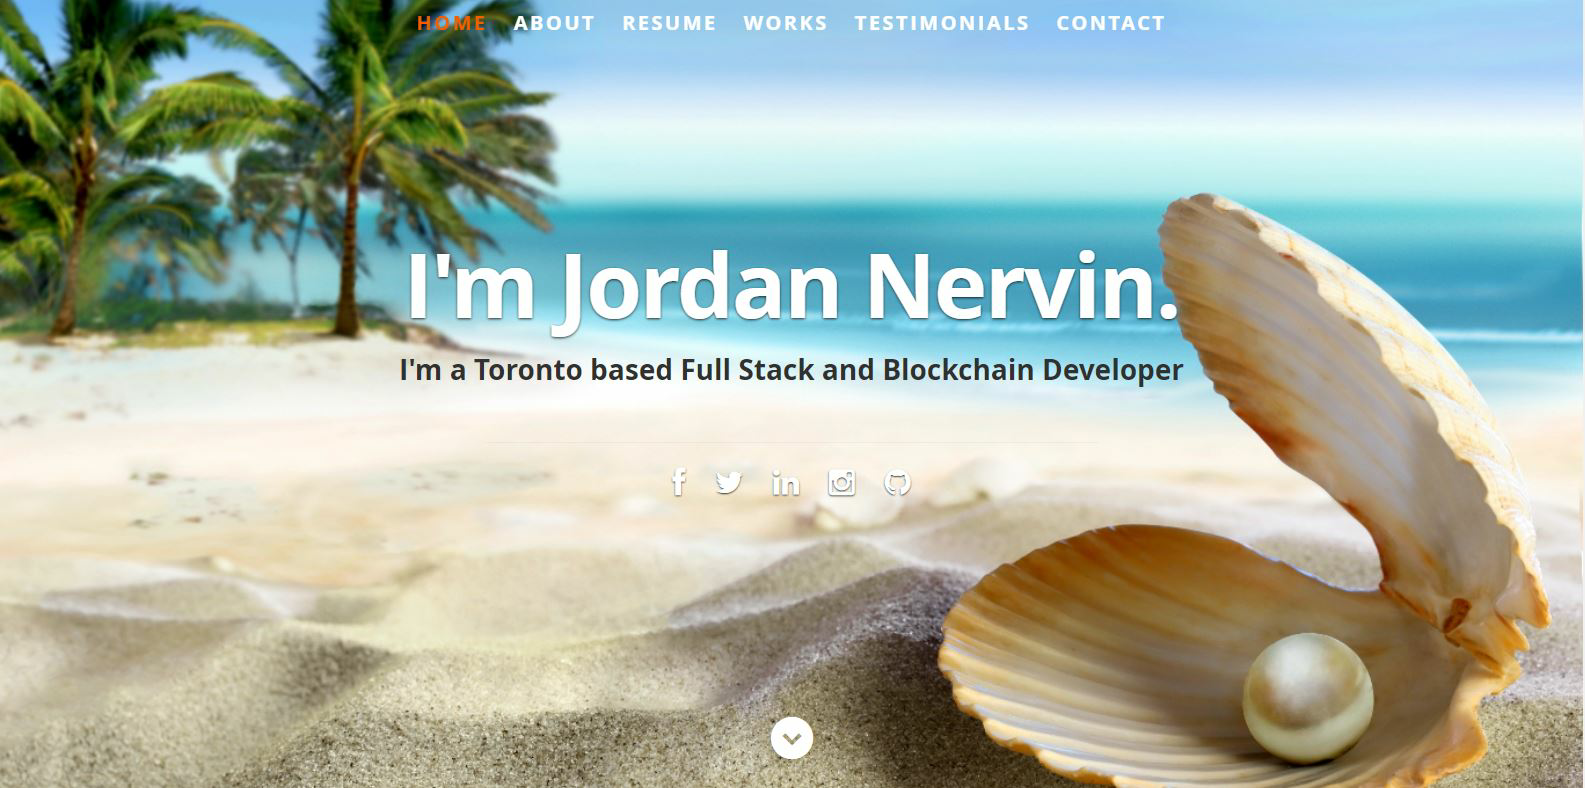 HOME ABOUT RESUME WORKS TESTIMONIALS CONTACT
I'm Jordan Nervin.
I'm a Toronto based Full Stack and Blockchain Developer